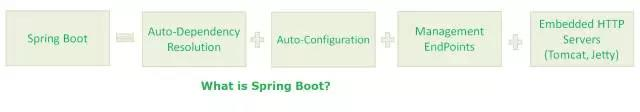 Spring Boot
=
Auto-Dependency
Resolution
+
Auto-Configuration
+
Management
EndPoints
+
Embedded HTTP
Servers
(Tomcat, Jetty)
What is Spring Boot?